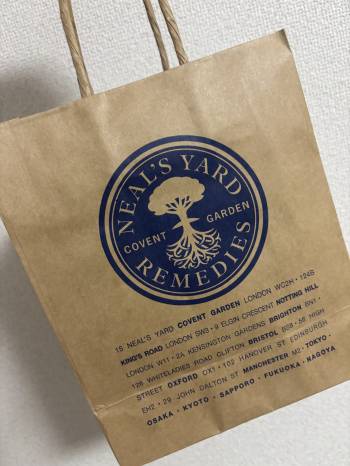 NEAL'S YARD
COVENT GARDEN
REMEDIES
15 NEAL'S YARD COVENT GARDEN LONDON WC2H • 124B
KING'S ROAD LONDON SW3 • 9 ELGIN CRESCENT NOTTING HILL
LONDON W11 • 2A KENSINGTON GARDENS BRIGHTON BN1 •
126 WHITELADIES ROAD CLIFTON BRISTOL BS8 • 56 HIGH
STREET OXFORD OX1 • 102 HANOVER ST EDINBURGH
EH2 • 29 JOHN DALTON ST MANCHESTER M2 • TOKYO •
OSAKA • KYOTO • SAPPORO • FUKUOKA • NAGOYA